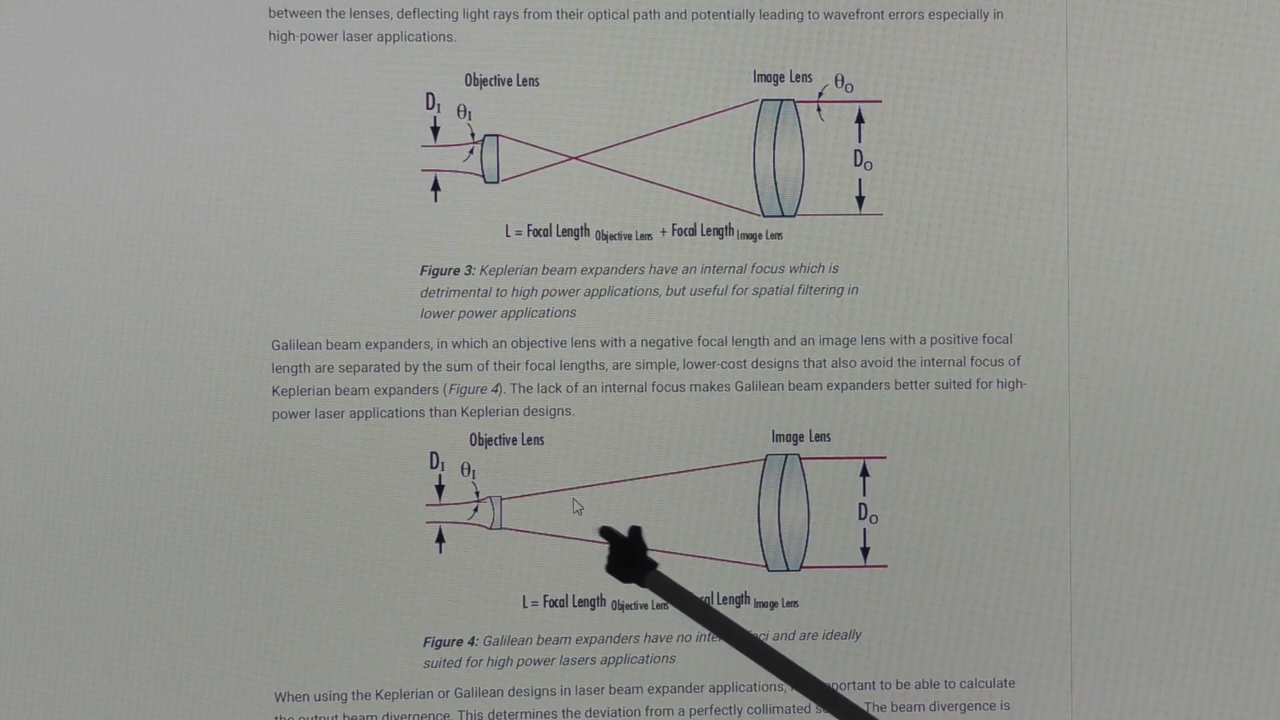 between the lenses, deflecting light rays from their optical path and potentially leading to wavefront errors especially in
high-power laser applications.
Objective Lens
Image Lens
θO
DI
θI
DO
L = Focal Length Objective Lens + Focal Length Image Lens
Figure 3: Keplerian beam expanders have an internal focus which is
detrimental to high power applications, but useful for spatial filtering in
lower power applications
Galilean beam expanders, in which an objective lens with a negative focal length and an image lens with a positive focal
length are separated by the sum of their focal lengths, are simple, lower-cost designs that also avoid the internal focus of
Keplerian beam expanders (Figure 4). The lack of an internal focus makes Galilean beam expanders better suited for high-
power laser applications than Keplerian designs.
Objective Lens
Image Lens
DI
θI
DO
L = Focal Length Objective Lens Length Image Lens
Figure 4: Galilean beam expanders have no and are ideally
suited for high power lasers applications
When using the Keplerian or Galilean designs in laser beam expander applications, important to be able to calculate
the output beam divergence. This determines the deviation from a perfectly collimated The beam divergence is